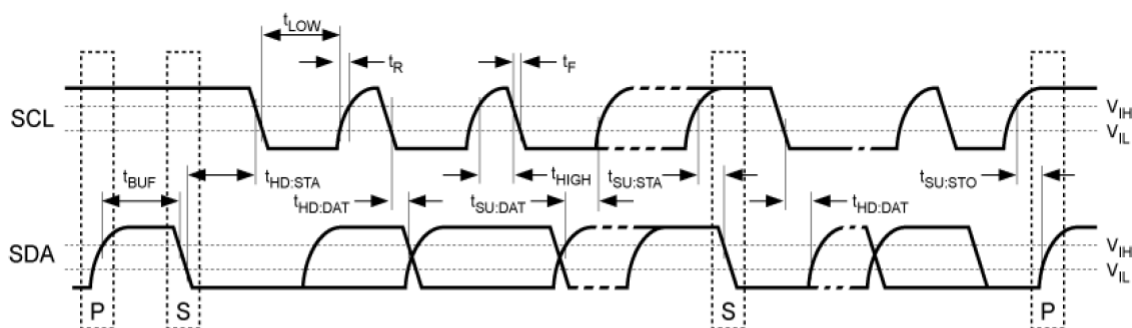 tLOW
tR
tF
SCL
VIH
VIL
tBUF
tHD:STA
tHD:DAT
tSU:DAT
tHIGH
tSU:STA
tSU:STO
tHD:DAT
SDA
VIH
VIL
P
S
S
P